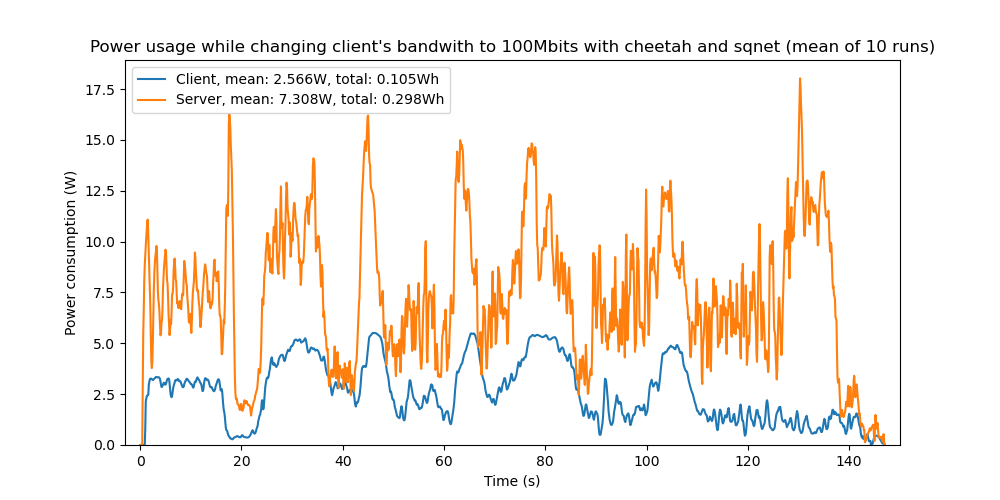 Power usage while changing client's bandwith to 100Mbits with cheetah and sqnet (mean of 10 runs)
Client, mean: 2.566W, total: 0.105Wh
Server, mean: 7.308W, total: 0.298Wh
Power consumption (W)
17.5
15.0
12.5
10.0
7.5
5.0
2.5
0.0
0 20 40 60 80 100 120 140
Time (s)